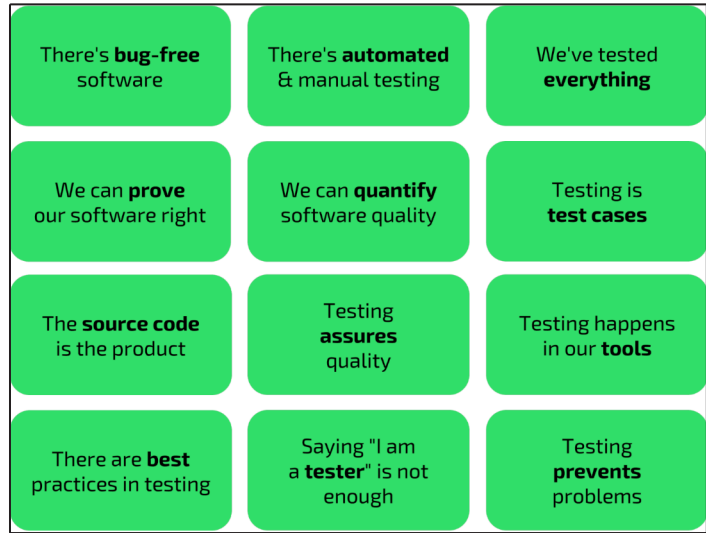 There's bug-free
software
There's automated
& manual testing
We've tested
everything
We can prove
our software right
We can quantify
software quality
Testing is
test cases
The source code
is the product
Testing
assures
quality
Testing happens
in our tools
There are best
practices in testing
Saying "I am
a tester" is not
enough
Testing
prevents
problems